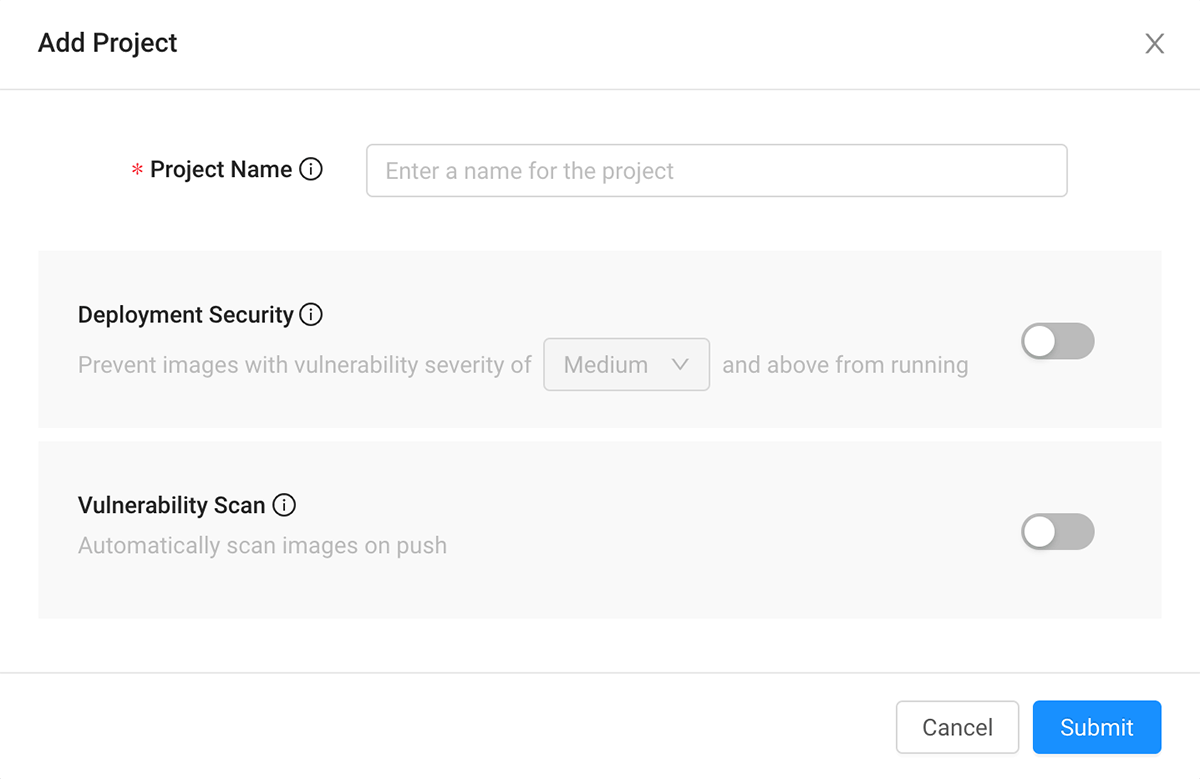 Add Project
* Project Name
Enter a name for the project
Deployment Security
Prevent images with vulnerability severity of Medium and above from running
Vulnerability Scan
Automatically scan images on push
Cancel
Submit